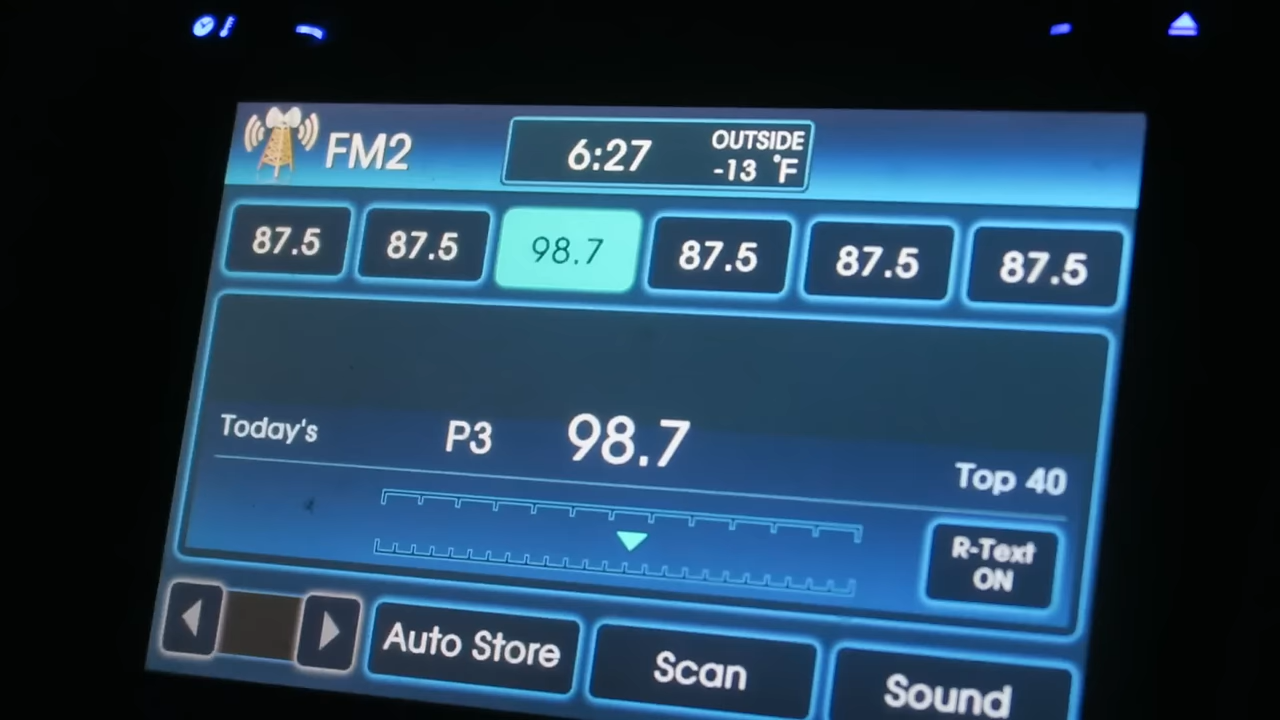 FM2
6:27
OUTSIDE
-13 °F
87.5
87.5
98.7
87.5
87.5
87.5
Today's
P3
98.7
Top 40
R-Text
ON
Auto Store
Scan
Sound